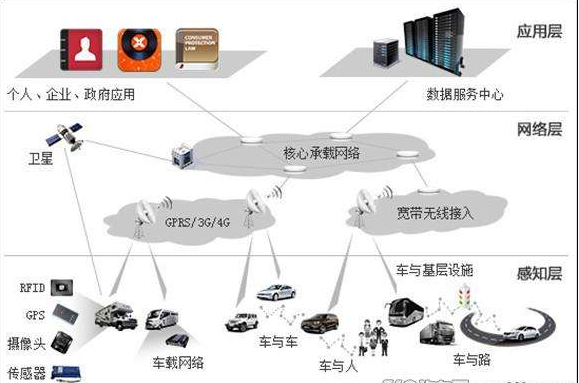 应用层
CONSUMER
PROTECTION
LAW
个人、企业、政府应用
数据服务中心
网络层
卫星
核心承载网络
GPRS/3G/4G
宽带无线接入
感知层
车与基层设施
RFID
GPS
摄像头
传感器
车载网络
车与车
车与人
车与路